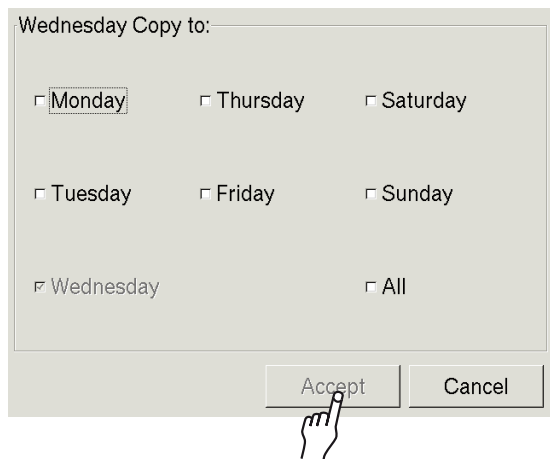 Wednesday Copy to:
Monday Thursday Saturday
Tuesday Friday Sunday
Wednesday All
Accept Cancel